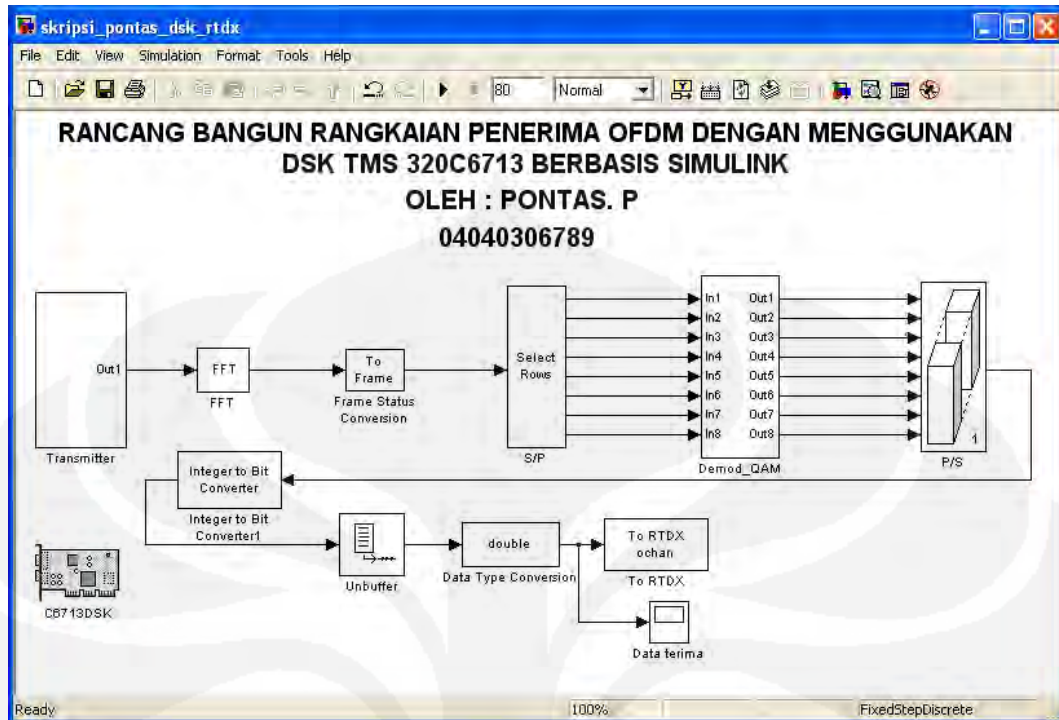 skripsi_pontas_dsk_rtdx
File Edit View Simulation Format Tools Help
80 Normal
RANCANG BANGUN RANGKAIAN PENERIMA OFDM DENGAN MENGGUNAKAN
DSK TMS 320C6713 BERBASIS SIMULINK
OLEH : PONTAS. P
04040306789
Out1
Transmitter
FFT
FFT
To
Frame
Frame Status
Conversion
Select
Rows
S/P
In1 Out1
In2 Out2
In3 Out3
In4 Out4
In5 Out5
In6 Out6
In7 Out7
In8 Out8
Demod_QAM
1
P/S
Integer to Bit
Converter
Integer to Bit
Converter1
Unbuffer
double
Data Type Conversion
To RTDX
ochan
To RTDX
Data terima
C6713DSK
Ready 100% FixedStepDiscrete